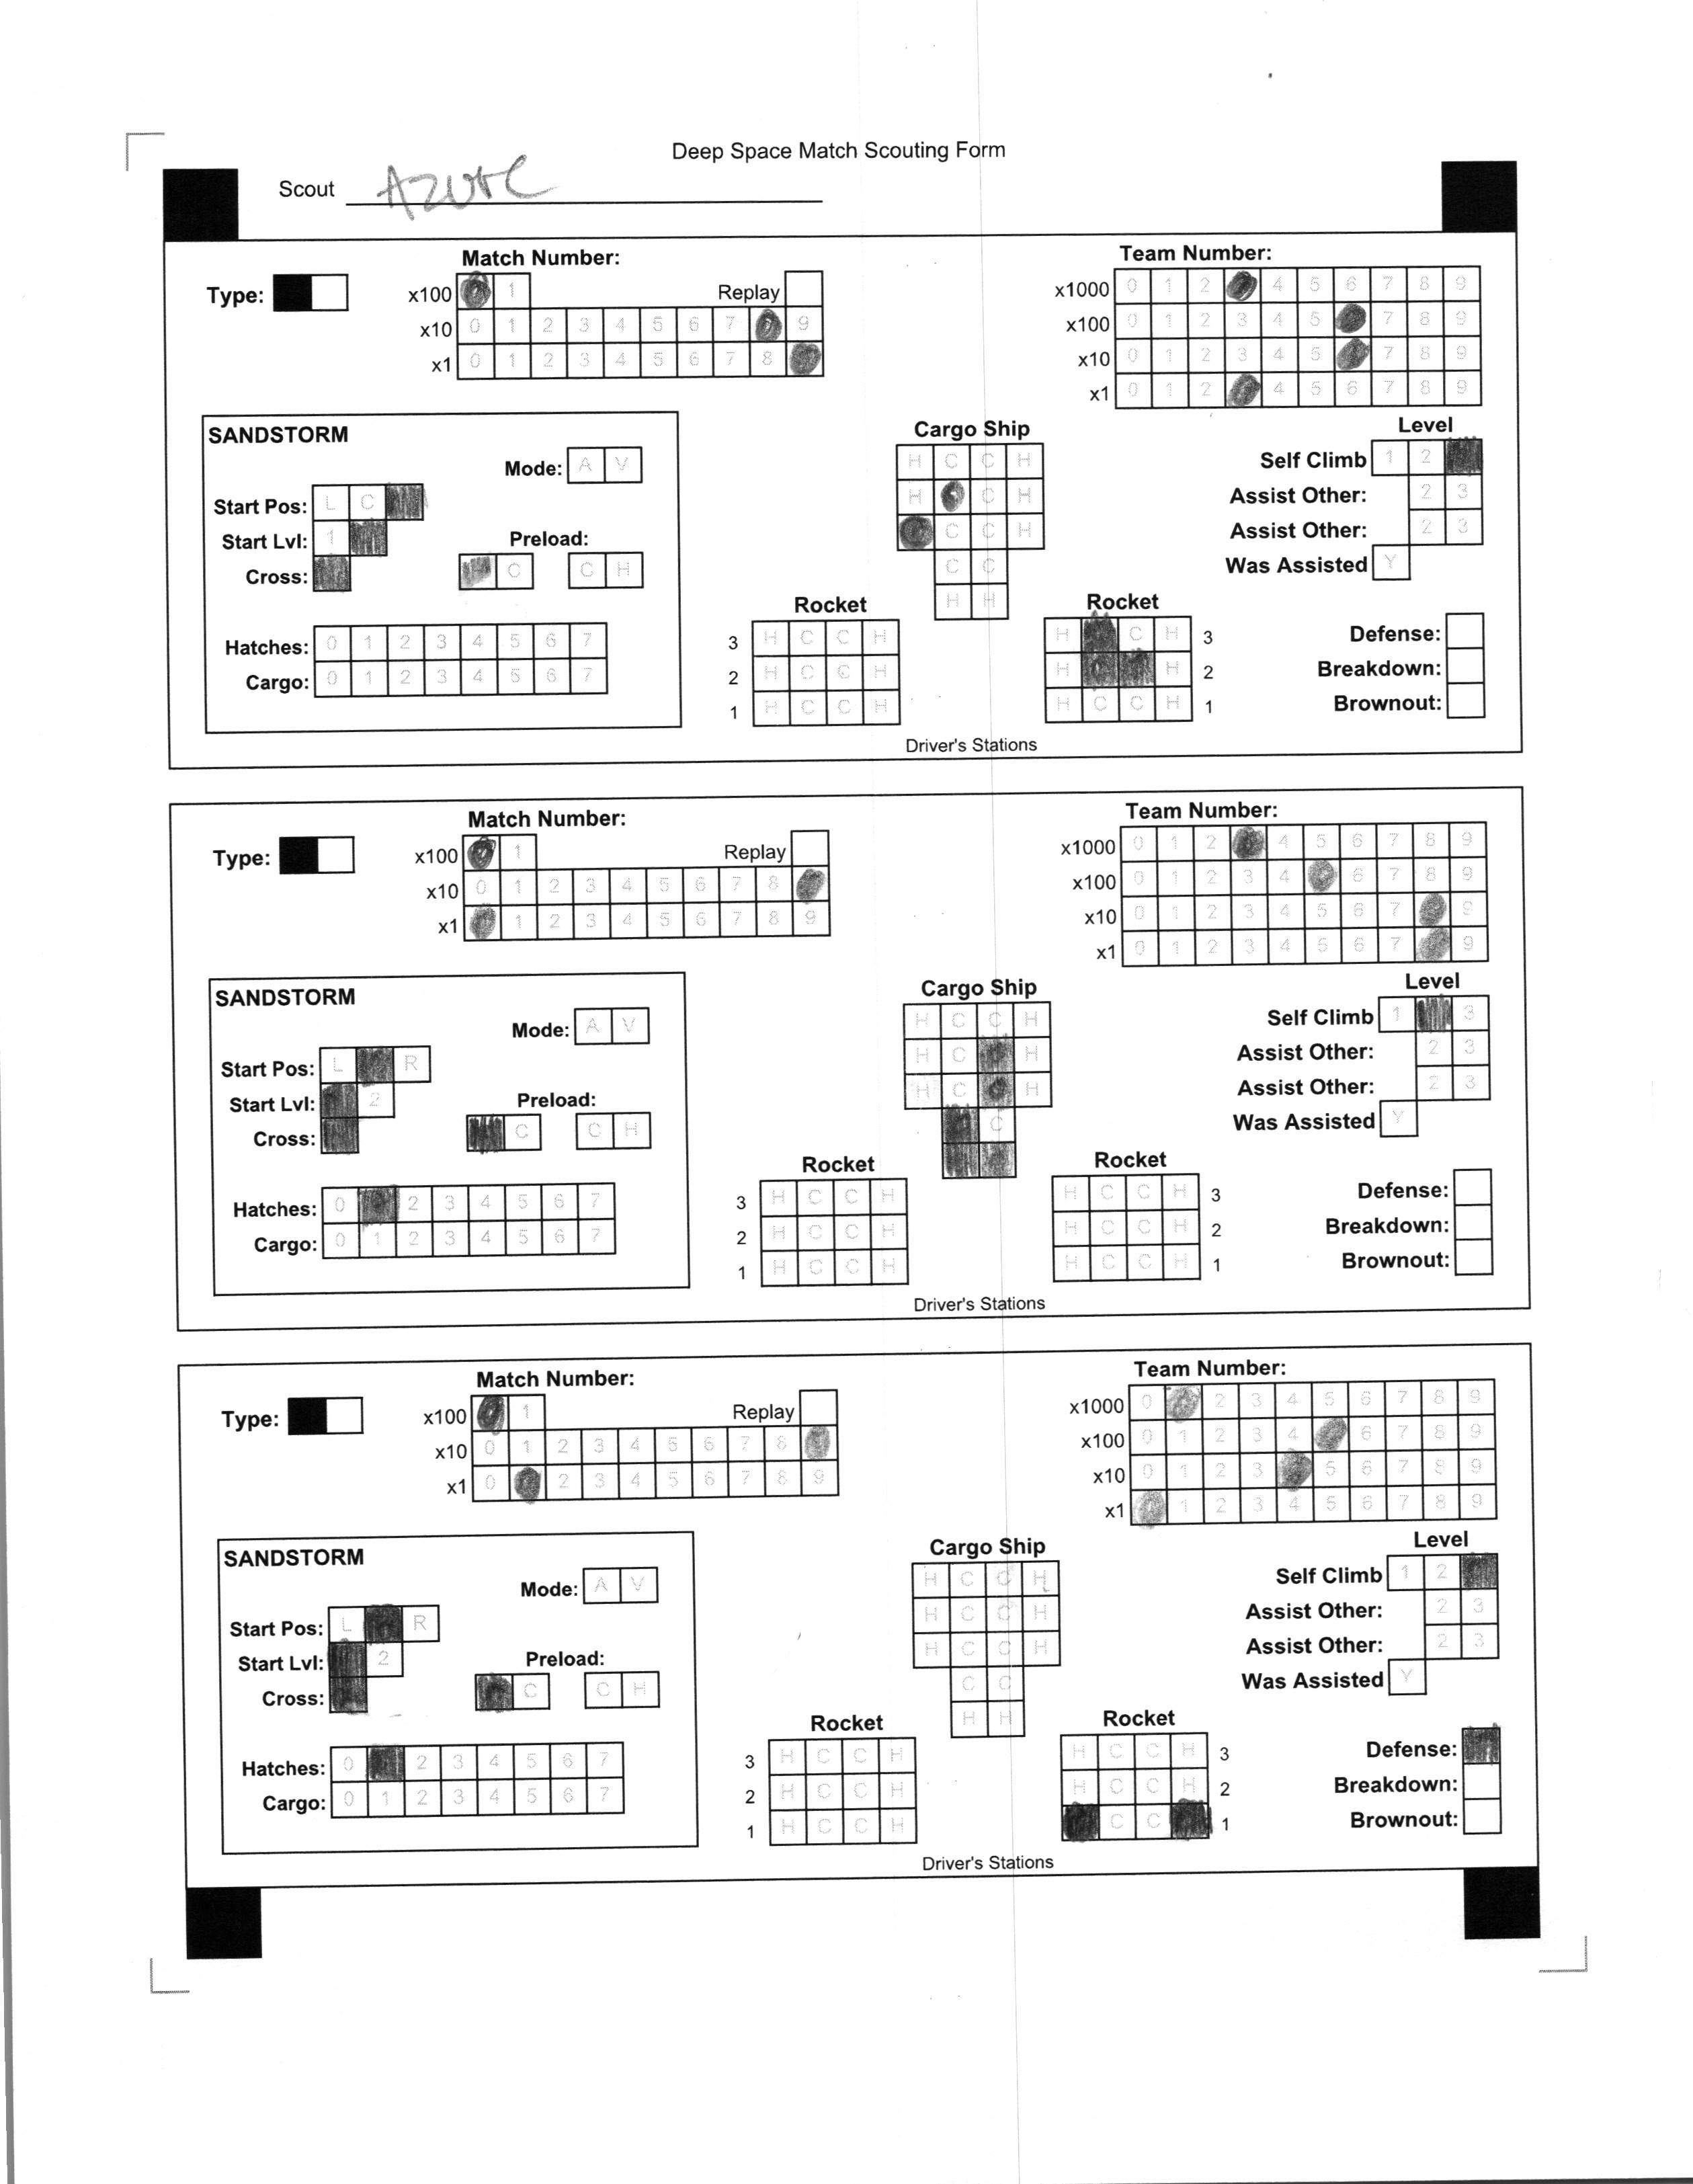 Deep Space Match Scouting Form
Scout Azure
Match Number: Team Number:
Type: x100 1 Replay x1000 0 1 2 4 5 6 7 8 9
x10 0 1 2 3 4 5 6 7 9 x100 0 1 2 3 4 5 7 8 9
x1 0 1 2 3 4 5 6 7 8 x10 0 1 2 3 4 5 7 8 9
x1 0 1 2 4 5 6 7 8 9
SANDSTORM Cargo Ship Level
Mode: A V H C C H Self Climb 1 2
Start Pos: L C H C H Assist Other: 2 3
Start Lvl: 1 Preload: C C H Assist Other: 2 3
Cross: C C H C C Was Assisted Y
H H
Rocket Rocket
Hatches: 0 1 2 3 4 5 6 7 3 H C C H H C H 3 Defense:
Cargo: 0 1 2 3 4 5 6 7 2 H C C H H C H 2 Breakdown:
1 H C C H H C C H 1 Brownout:
Driver's Stations
Match Number: Team Number:
Type: x100 1 Replay x1000 0 1 2 4 5 6 7 8 9
x10 0 1 2 3 4 5 6 7 8 x100 0 1 2 3 4 6 7 8 9
x1 1 2 3 4 5 6 7 8 9 x10 0 1 2 3 4 5 6 7 9
x1 0 1 2 3 4 5 6 7 9
SANDSTORM Cargo Ship Level
Mode: A V H C C H Self Climb 1 3
Start Pos: L R H C H Assist Other: 2 3
Start Lvl: 2 Preload: H C H Assist Other: 2 3
Cross: C C H C Was Assisted Y
Rocket Rocket
Hatches: 0 2 3 4 5 6 7 3 H C C H H C C H 3 Defense:
Cargo: 0 1 2 3 4 5 6 7 2 H C C H H C C H 2 Breakdown:
1 H C C H H C C H 1 Brownout:
Driver's Stations
Match Number: Team Number:
Type: x100 1 Replay x1000 0 2 3 4 5 6 7 8 9
x10 0 1 2 3 4 5 6 7 8 x100 0 1 2 3 4 6 7 8 9
x1 0 2 3 4 5 6 7 8 9 x10 0 1 2 3 5 6 7 8 9
x1 1 2 3 4 5 6 7 8 9
SANDSTORM Cargo Ship Level
Mode: A V H C C H Self Climb 1 2
Start Pos: L R H C C H Assist Other: 2 3
Start Lvl: 2 Preload: H C C H Assist Other: 2 3
Cross: C C H C C Was Assisted Y
H H
Rocket Rocket
Hatches: 0 2 3 4 5 6 7 3 H C C H H C C H 3 Defense:
Cargo: 0 1 2 3 4 5 6 7 2 H C C H H C C H 2 Breakdown:
1 H C C H C C 1 Brownout:
Driver's Stations